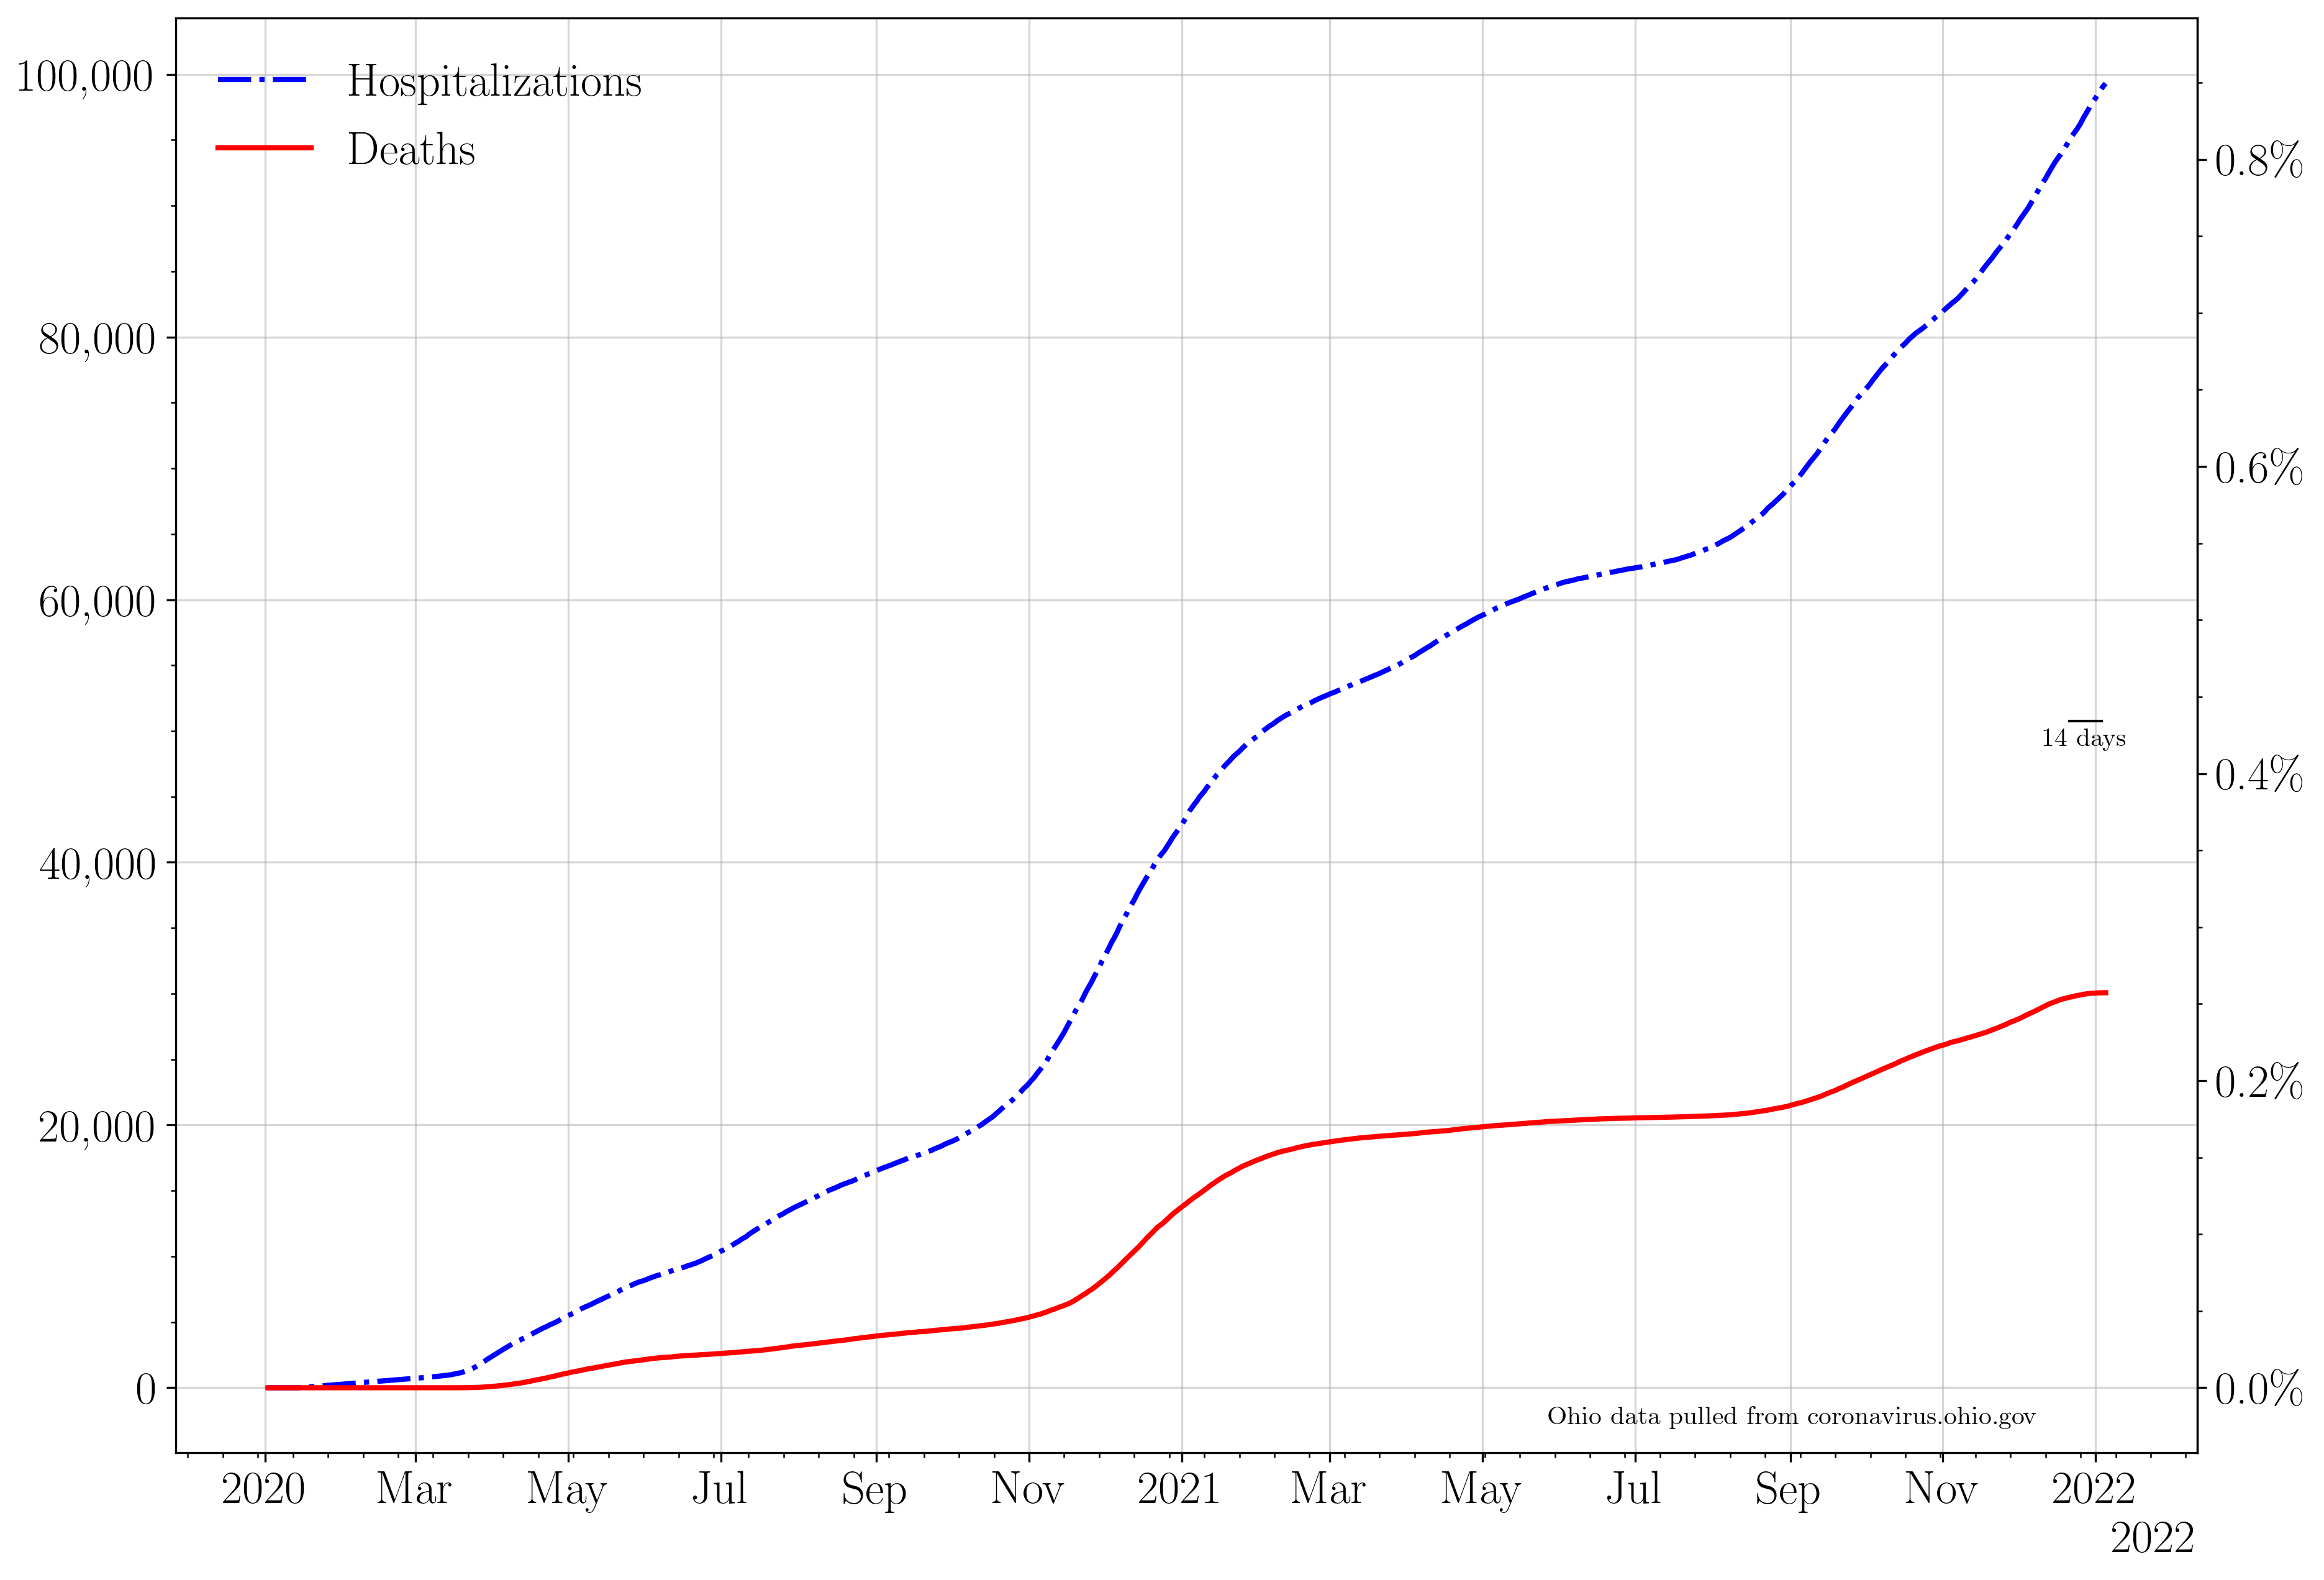 100,000
80,000
60,000
40,000
20,000
0
Hospitalizations
Deaths
0.8%
0.6%
0.4%
0.2%
0.0%
14 days
Ohio data pulled from coronavirus.ohio.gov
2020 Mar May Jul Sep Nov 2021 Mar May Jul Sep Nov 2022
2022